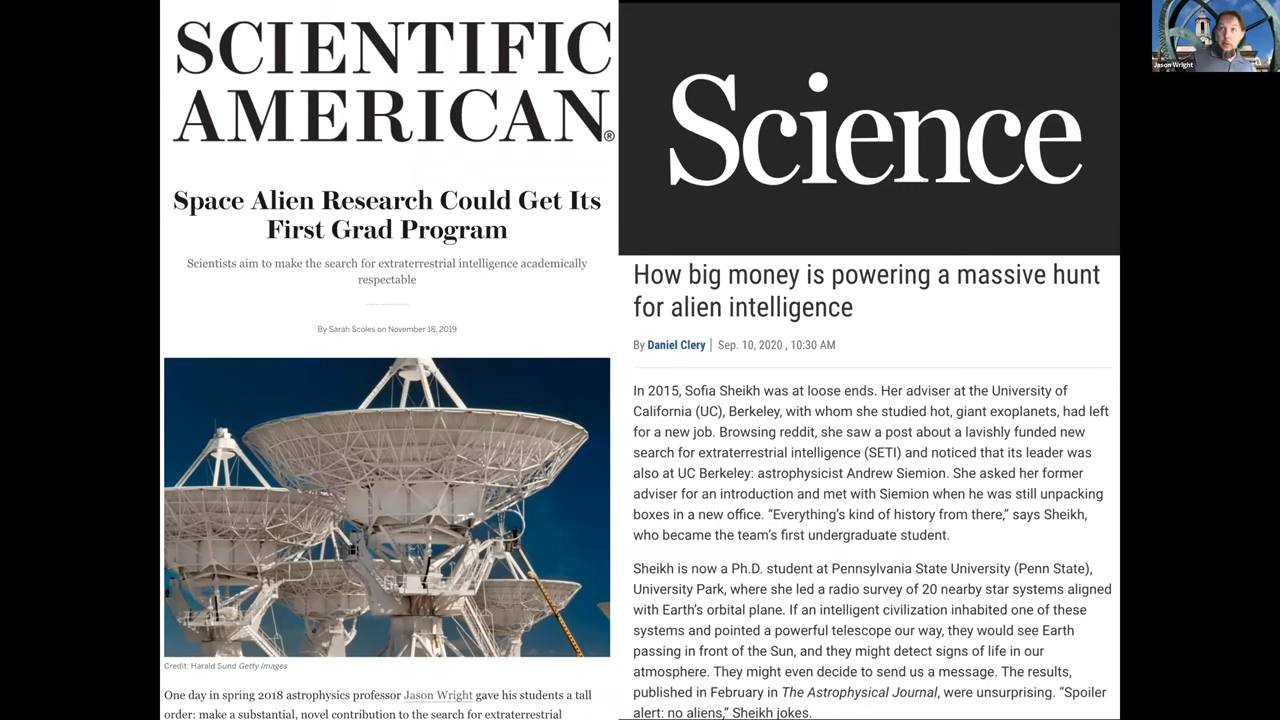 SCIENTIFIC
AMERICAN®
Space Alien Research Could Get Its
First Grad Program
Scientists aim to make the search for extraterrestrial intelligence academically
respectable
By Sarah Scoles on November 18, 2019
Credit: Harald Sund Getty Images
One day in spring 2018 astrophysics professor Jason Wright gave his students a tall
order: make a substantial, novel contribution to the search for extraterrestrial
Science
How big money is powering a massive hunt
for alien intelligence
By Daniel Clery | Sep. 10, 2020 , 10:30 AM
In 2015, Sofia Sheikh was at loose ends. Her adviser at the University of
California (UC), Berkeley, with whom she studied hot, giant exoplanets, had left
for a new job. Browsing reddit, she saw a post about a lavishly funded new
search for extraterrestrial intelligence (SETI) and noticed that its leader was
also at UC Berkeley: astrophysicist Andrew Siemion. She asked her former
adviser for an introduction and met with Siemion when he was still unpacking
boxes in a new office. “Everything’s kind of history from there,” says Sheikh,
who became the team’s first undergraduate student.
Sheikh is now a Ph.D. student at Pennsylvania State University (Penn State),
University Park, where she led a radio survey of 20 nearby star systems aligned
with Earth’s orbital plane. If an intelligent civilization inhabited one of these
systems and pointed a powerful telescope our way, they would see Earth
passing in front of the Sun, and they might detect signs of life in our
atmosphere. They might even decide to send us a message. The results,
published in February in The Astrophysical Journal, were unsurprising. “Spoiler
alert: no aliens,” Sheikh jokes.
Jason Wright